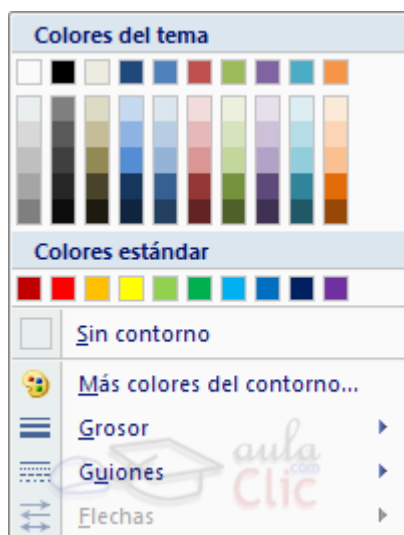 Colores del tema
Colores estándar
Sin contorno
Más colores del contorno...
Grosor
Guiones
Flechas
aula
Clic
.com